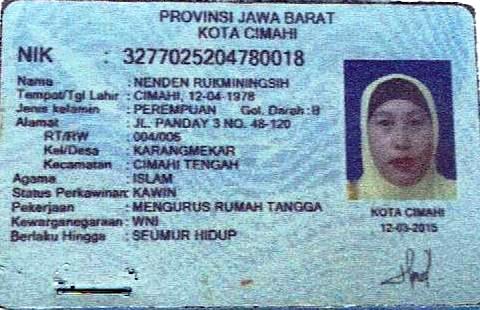 PROVINSI JAWA BARAT
KOTA CIMAHI
NIK : 3277025204780018
Nama : NENDEN RUKMININGSIH
Tempat/Tgl Lahir : CIMAHI, 12-04-1978
Jenis kelamin : PEREMPUAN Gol. Darah : B
Alamat : JL. PANDAY 3 NO. 48-120
RT/RW : 004/006
Kel/Desa : KARANGMEKAR
Kecamatan : CIMAHI TENGAH
Agama : ISLAM
Status Perkawinan: KAWIN
Pekerjaan : MENGURUS RUMAH TANGGA
Kewarganegaraan : WNI
Berlaku Hingga : SEUMUR HIDUP
KOTA CIMAHI
12-03-2015